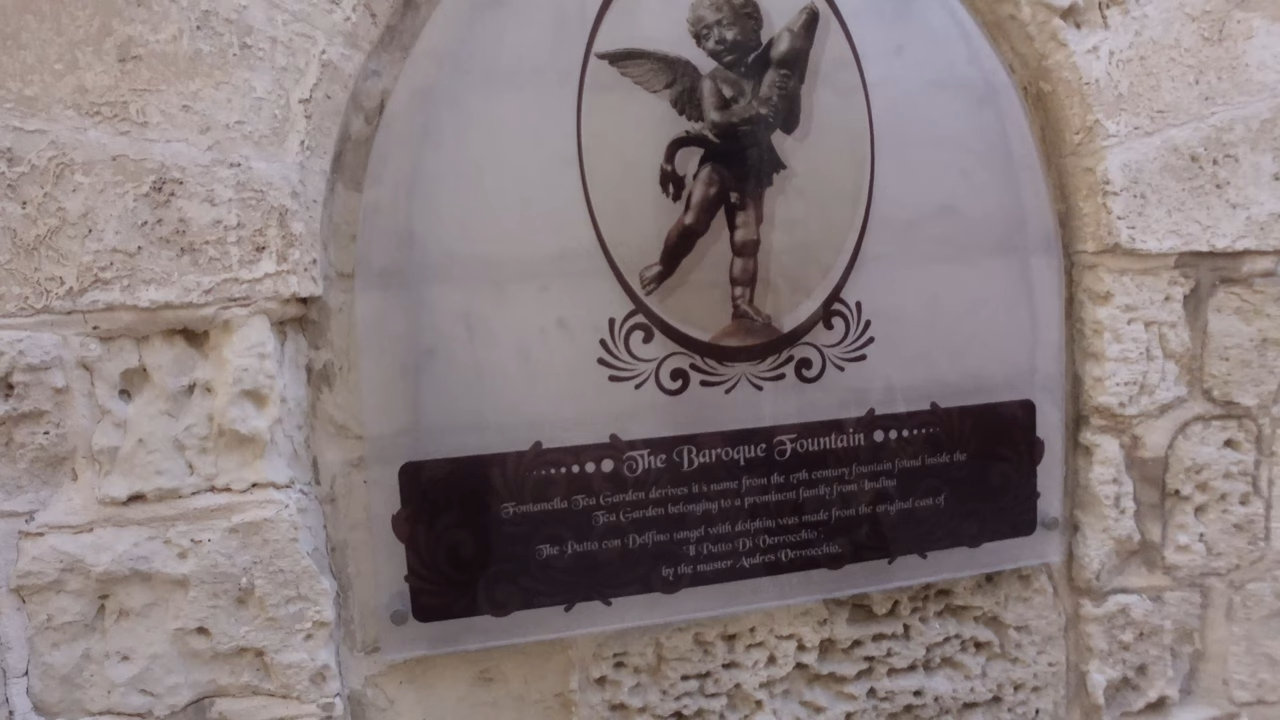 The Baroque Fountain
Fontanella Tea Garden derives it's name from the 17th century fountain found inside the
Tea Garden belonging to a prominent family from Imdina
The Putto con Delfino (angel with dolphin) was made from the original cast of
'Il Putto Di Verrocchio'.
by the master Andres Verrocchio.